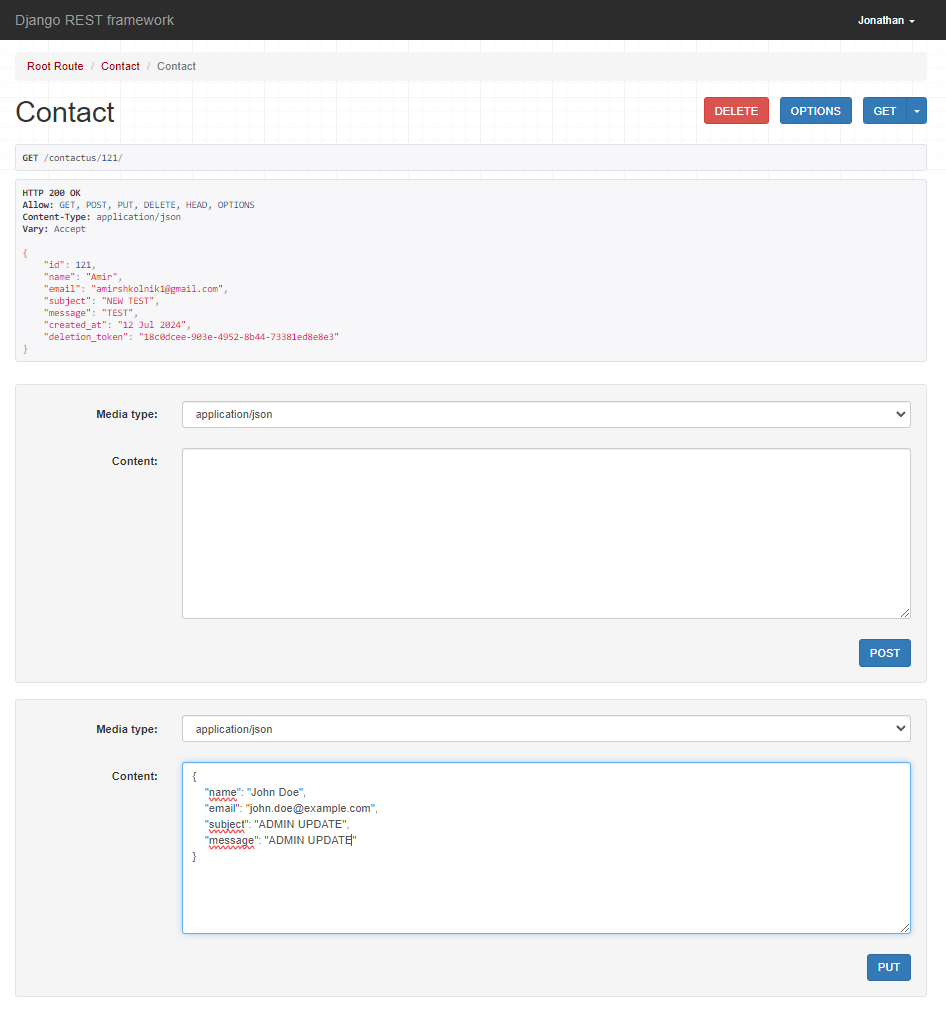 Django REST framework
Jonathan
Root Route / Contact / Contact
Contact
DELETE
OPTIONS
GET
GET /contactus/121/
HTTP 200 OK
Allow: GET, POST, PUT, DELETE, HEAD, OPTIONS
Content-Type: application/json
Vary: Accept
{
    "id": 121,
    "name": "Amir",
    "email": "amirshkolnik1@gmail.com",
    "subject": "NEW TEST",
    "message": "TEST",
    "created_at": "12 Jul 2024",
    "deletion_token": "18c0dcee-903e-4952-8b44-73381ed8e8e3"
}
Media type: application/json
Content:
POST
Media type: application/json
Content:
{
    "name": "John Doe",
    "email": "john.doe@example.com",
    "subject": "ADMIN UPDATE",
    "message": "ADMIN UPDATE"
}
PUT